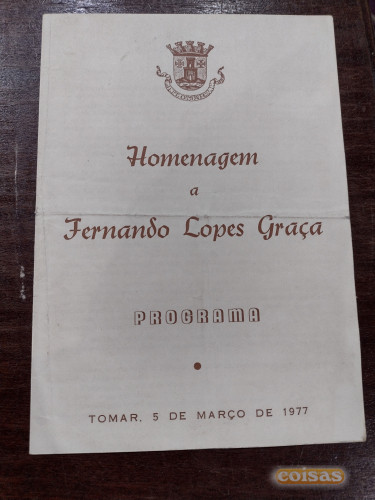 Homenagem
a
Fernando Lopes Graça
PROGRAMA
TOMAR, 5 DE MARÇO DE 1977
coisas